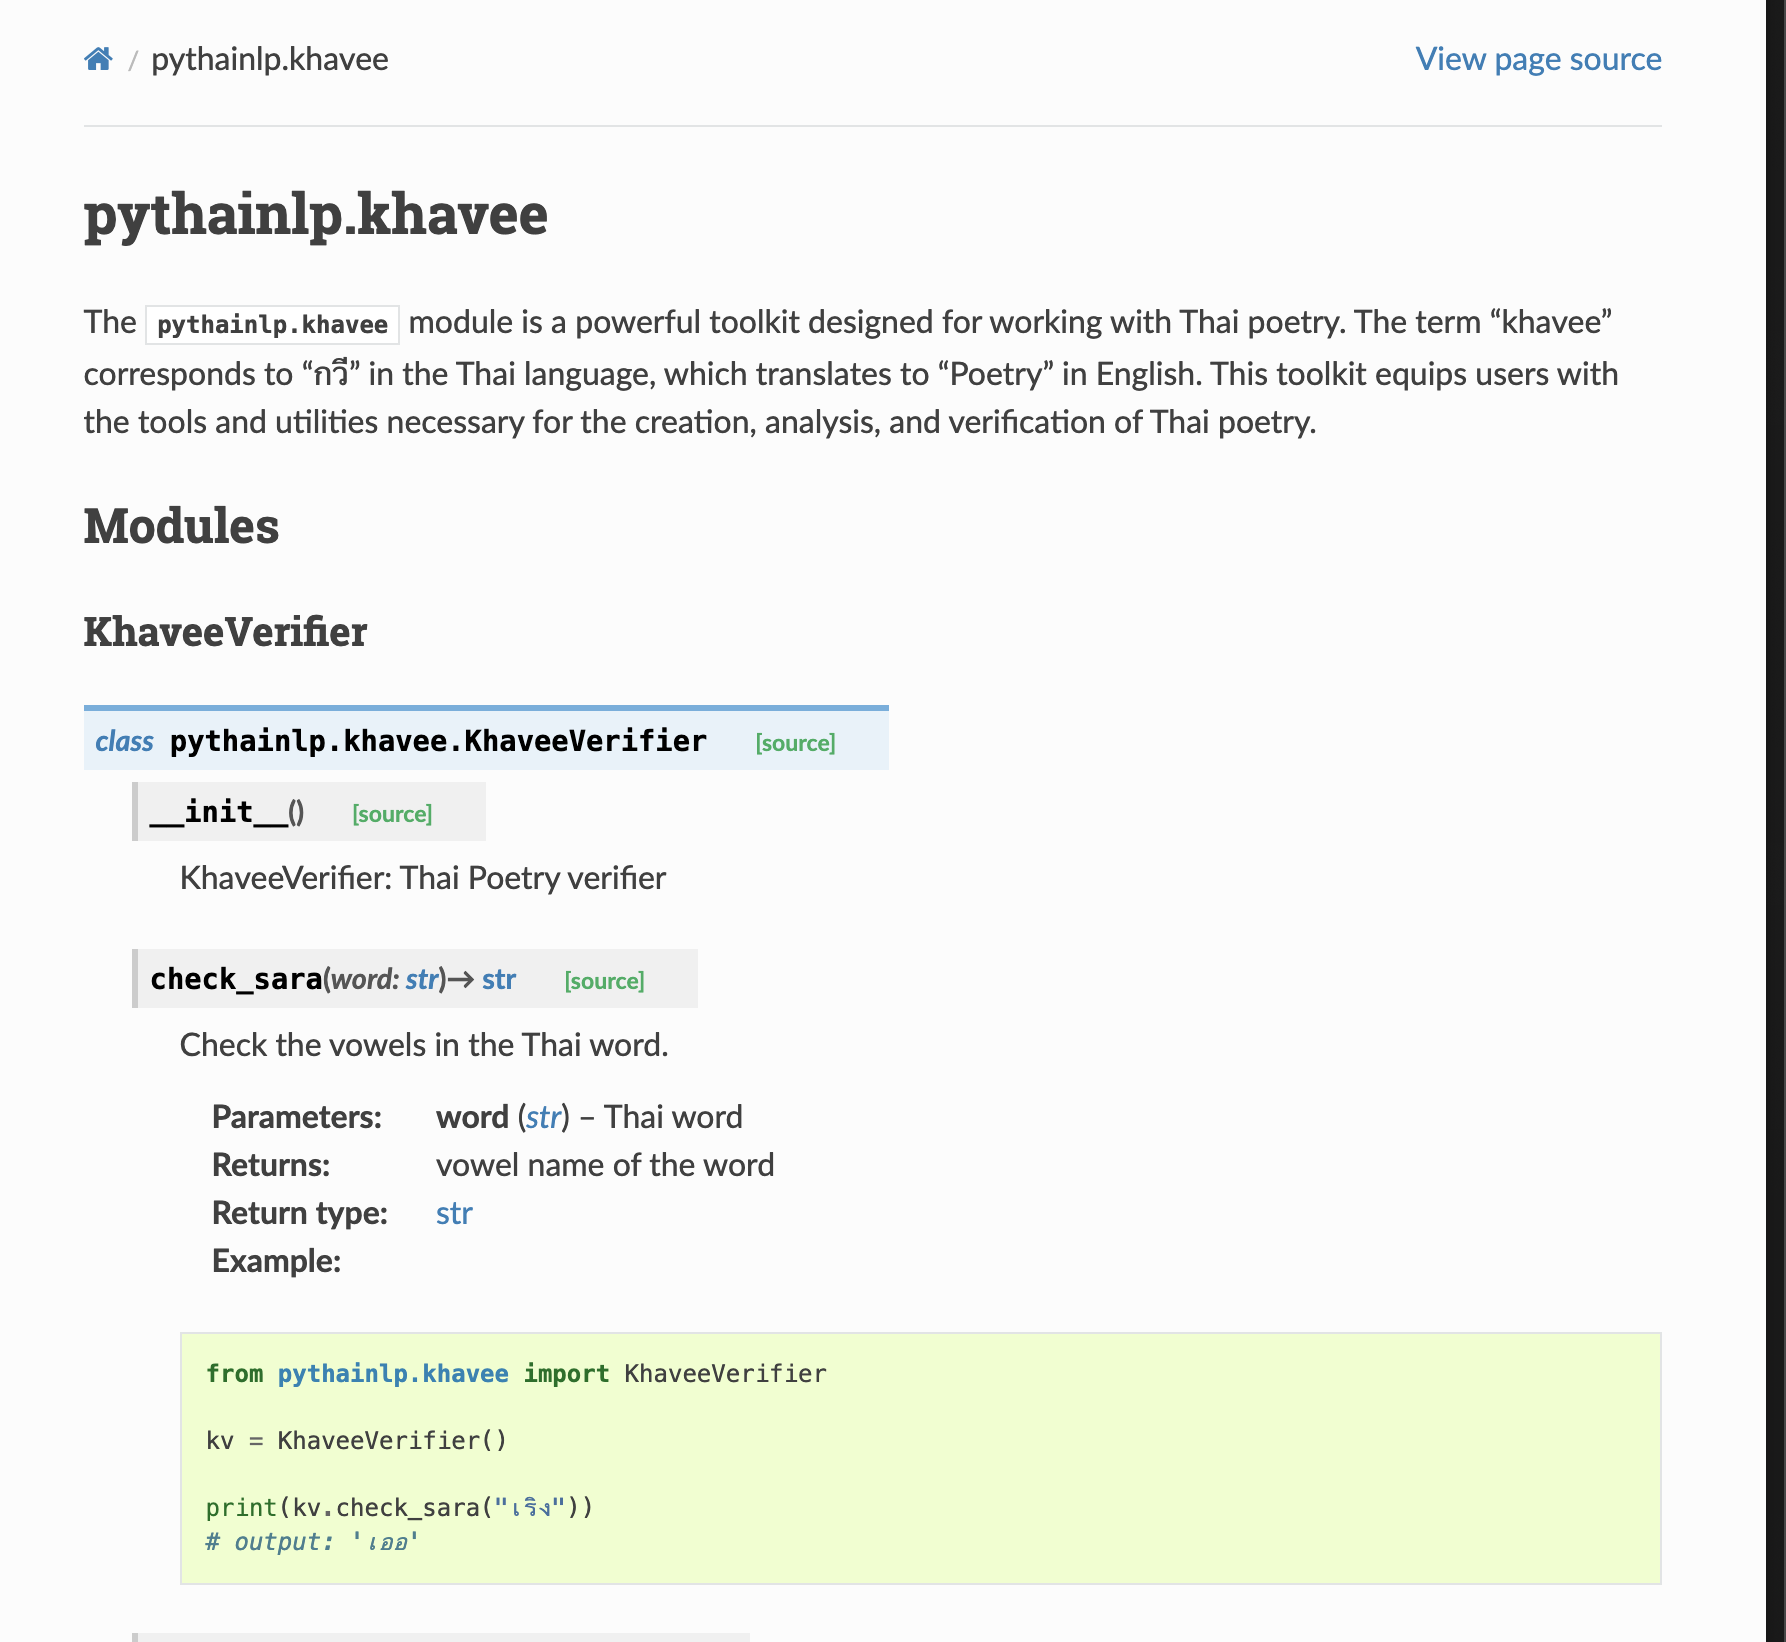 / pythainlp.khavee
View page source
pythainlp.khavee
The pythainlp.khavee module is a powerful toolkit designed for working with Thai poetry. The term “khavee”
corresponds to “กวี” in the Thai language, which translates to “Poetry” in English. This toolkit equips users with
the tools and utilities necessary for the creation, analysis, and verification of Thai poetry.
Modules
KhaveeVerifier
class pythainlp.khavee.KhaveeVerifier [source]
__init__() [source]
KhaveeVerifier: Thai Poetry verifier
check_sara(word: str)→ str [source]
Check the vowels in the Thai word.
Parameters: word (str) – Thai word
Returns: vowel name of the word
Return type: str
Example:
from pythainlp.khavee import KhaveeVerifier
kv = KhaveeVerifier()
print(kv.check_sara("เริง"))
# output: 'เออ'